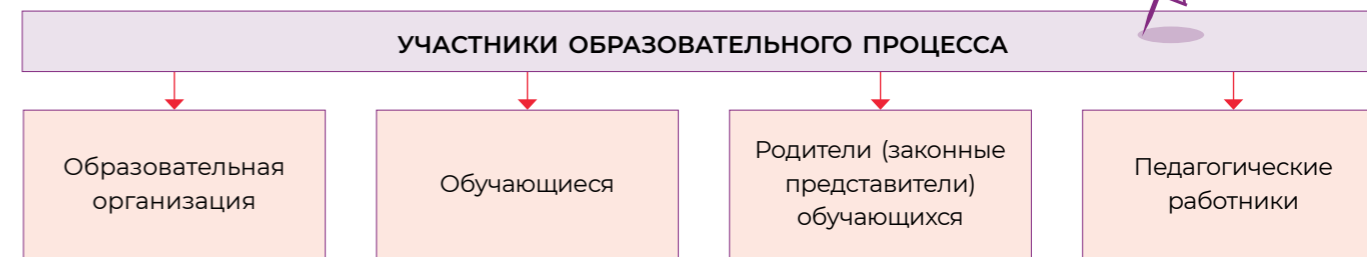 УЧАСТНИКИ ОБРАЗОВАТЕЛЬНОГО ПРОЦЕССА
Образовательная
организация
Обучающиеся
Родители (законные
представители)
обучающихся
Педагогические
работники